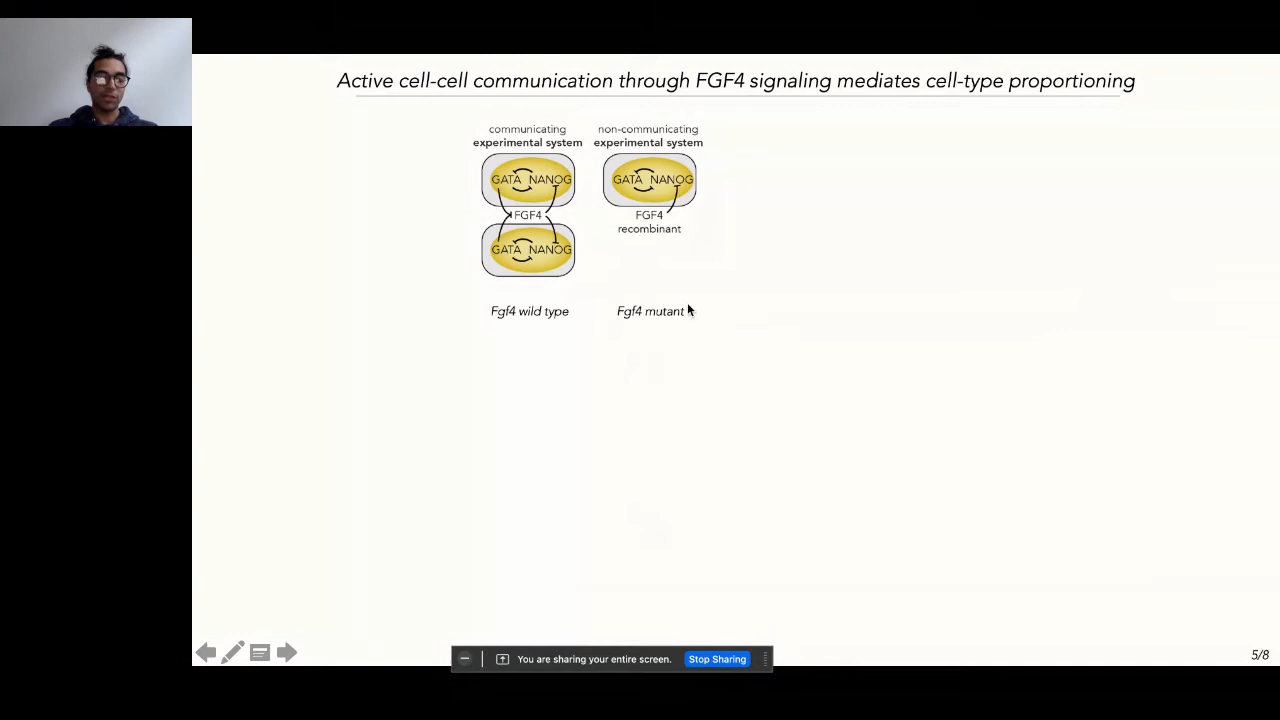 Active cell-cell communication through FGF4 signaling mediates cell-type proportioning
communicating
experimental system
GATA NANOG
FGF4
GATA NANOG
Fgf4 wild type
non-communicating
experimental system
GATA NANOG
FGF4
recombinant
Fgf4 mutant
You are sharing your entire screen.
Stop Sharing
5/8